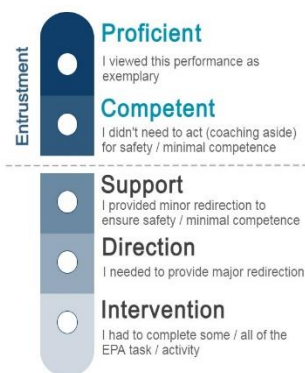 Entrustment
Proficient
I viewed this performance as
exemplary
Competent
I didn't need to act (coaching aside)
for safety / minimal competence
Support
I provided minor redirection to
ensure safety / minimal competence
Direction
I needed to provide major redirection
Intervention
I had to complete some / all of the
EPA task / activity